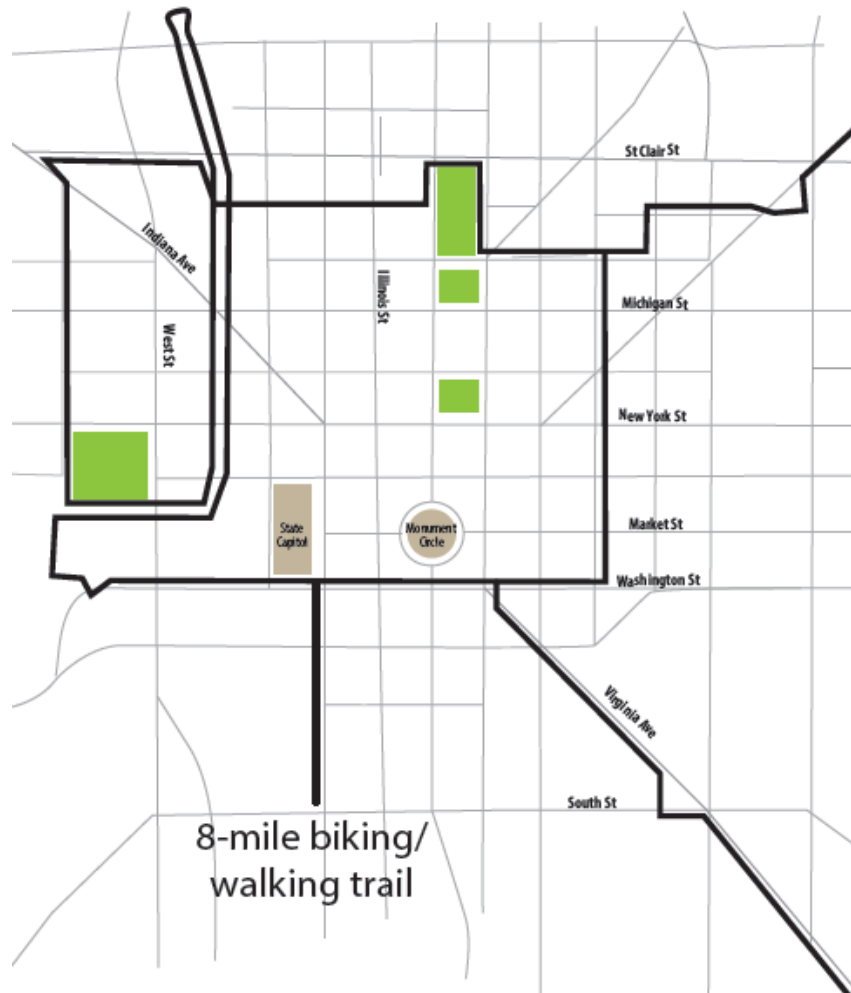 St Clair St
Indiana Ave
Illinois St
Michigan St
West St
New York St
State
Capitol
Monument
Circle
Market St
Washington St
Virginia Ave
South St
8-mile biking/
walking trail